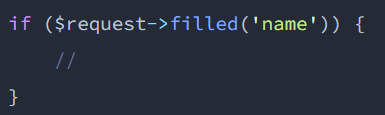 if ($request->filled('name')) {
    //
}